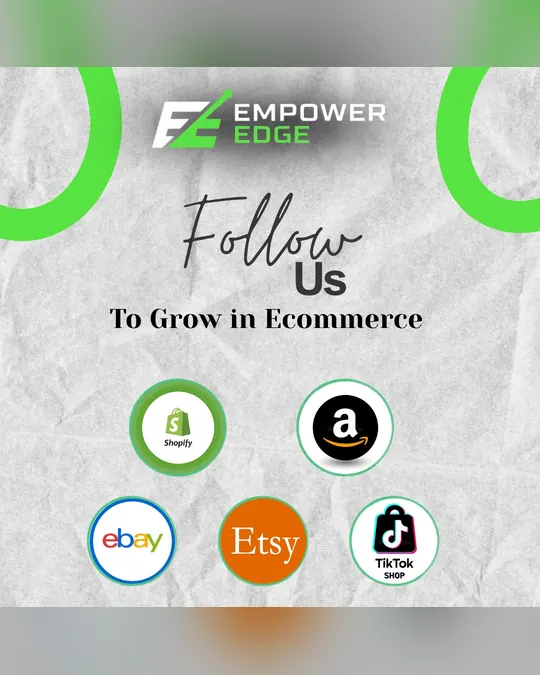 EMPOWER
EDGE
Follow
Us
To Grow in Ecommerce
Shopify
a
ebay
Etsy
TikTok
SHOP